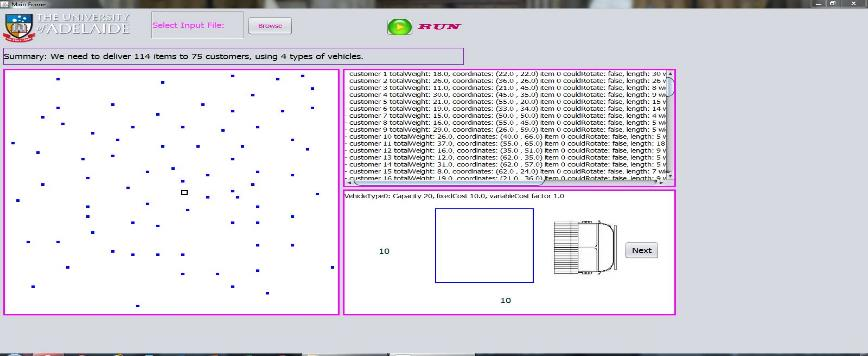 Main Frame
THE UNIVERSITY
of ADELAIDE
Select Input File:
Browse
RUN
Summary: We need to deliver 114 items to 75 customers, using 4 types of vehicles.
customer 1 totalWeight: 18.0, coordinates: (22.0 , 22.0) item 0 couldRotate: false, length: 30 w
customer 2 totalWeight: 26.0, coordinates: (36.0 , 26.0) item 0 couldRotate: false, length: 26 w
customer 3 totalWeight: 11.0, coordinates: (21.0 , 45.0) item 0 couldRotate: false, length: 8 w
customer 4 totalWeight: 30.0, coordinates: (45.0 , 35.0) item 0 couldRotate: false, length: 9 w
customer 5 totalWeight: 21.0, coordinates: (55.0 , 20.0) item 0 couldRotate: false, length: 15 w
customer 6 totalWeight: 19.0, coordinates: (33.0 , 34.0) item 0 couldRotate: false, length: 14
customer 7 totalWeight: 15.0, coordinates: (50.0 , 50.0) item 0 couldRotate: false, length: 4 w
customer 8 totalWeight: 16.0, coordinates: (55.0 , 45.0) item 0 couldRotate: false, length: 5 w
customer 9 totalWeight: 29.0, coordinates: (26.0 , 59.0) item 0 couldRotate: false, length: 5 w
customer 10 totalWeight: 26.0, coordinates: (40.0 , 66.0) item 0 couldRotate: false, length: 5
customer 11 totalWeight: 37.0, coordinates: (55.0 , 65.0) item 0 couldRotate: false, length: 18
customer 12 totalWeight: 16.0, coordinates: (35.0 , 51.0) item 0 couldRotate: false, length: 9
customer 13 totalWeight: 12.0, coordinates: (62.0 , 35.0) item 0 couldRotate: false, length: 5
customer 14 totalWeight: 31.0, coordinates: (62.0 , 57.0) item 0 couldRotate: false, length: 5
customer 15 totalWeight: 8.0, coordinates: (62.0 , 24.0) item 0 couldRotate: false, length: 7 w
customer 16 totalWeight: 19.0, coordinates: (21.0 , 36.0) item 0 couldRotate: false, length: 9
VehicleType0: Capacity 20, fixedCost 10.0, variableCost factor 1.0
10
Next
10